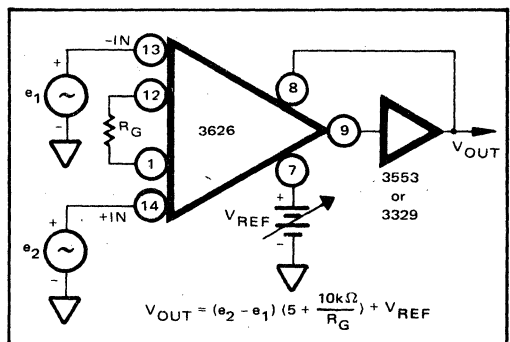 -IN
13
+
e1
-
12
RG
1
14
+IN
+
e2
-
3626
8
9
7
+
VREF
-
3553
or
3329
VOUT
VOUT = (e2 - e1) (5 + 10kΩ/RG) + VREF